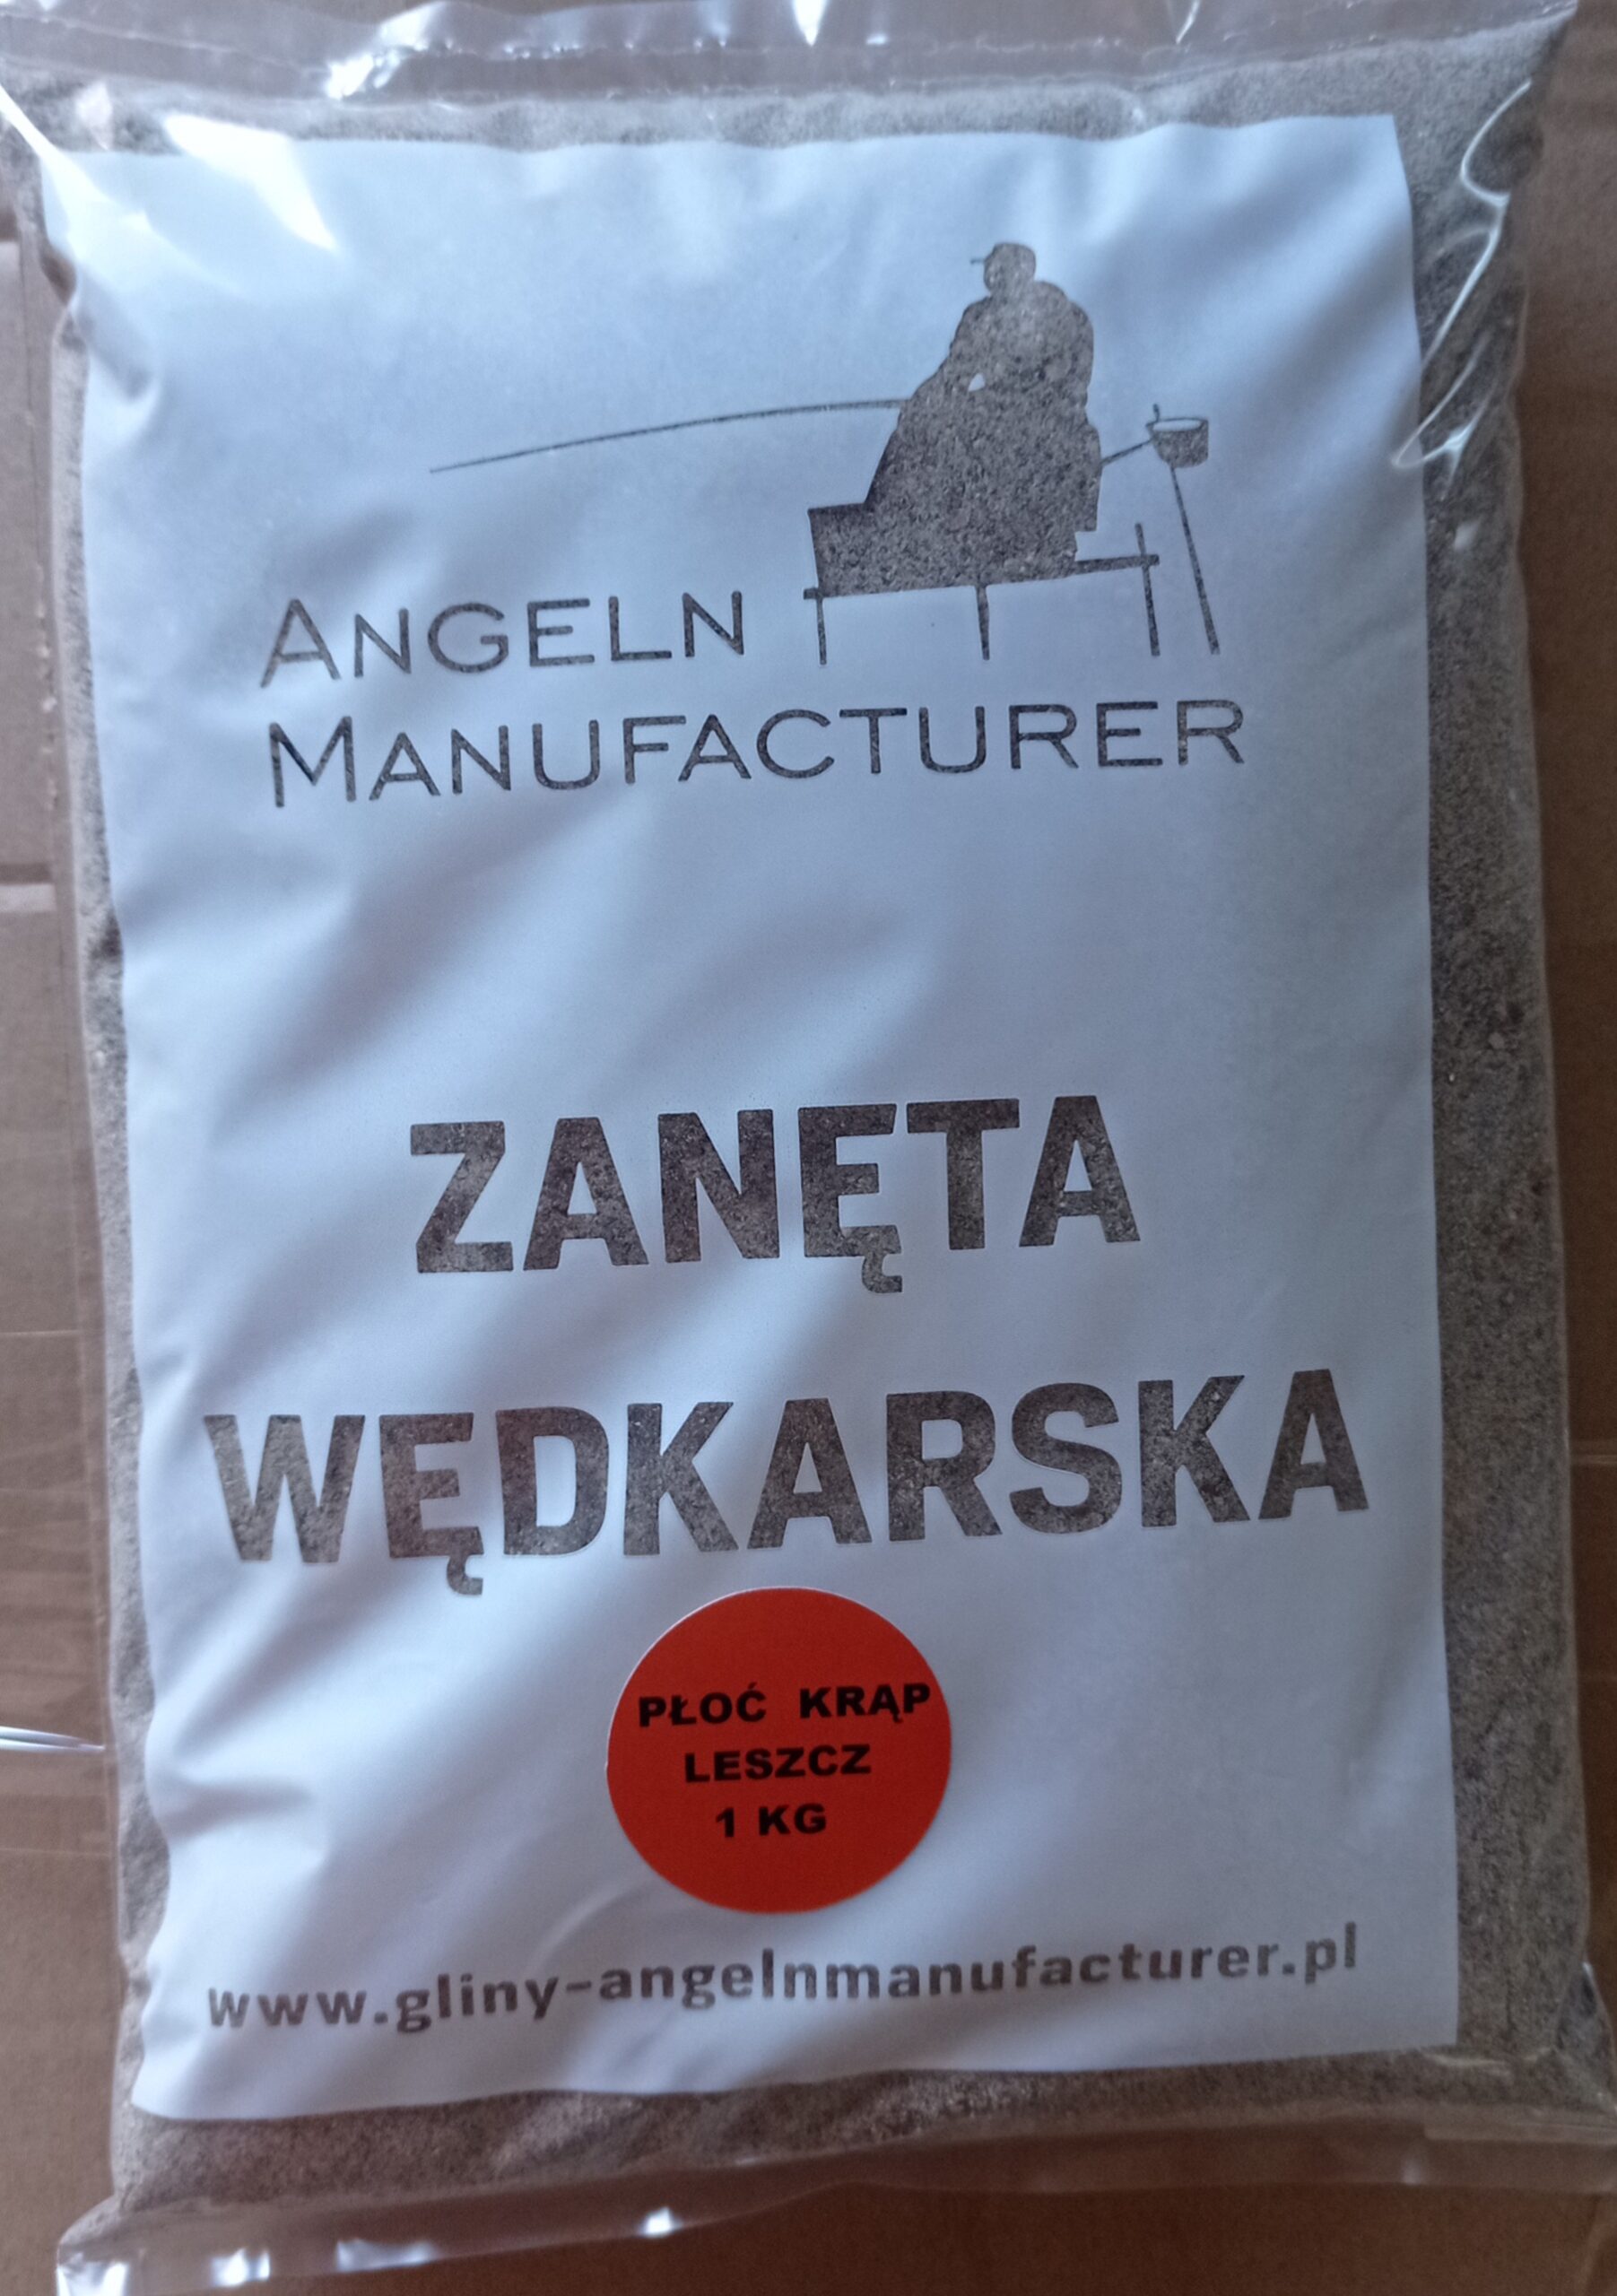 ANGELN
MANUFACTURER
ZANĘTA
WĘDKARSKA
PŁOĆ KRĄP
LESZCZ
1 KG
www.gliny-angelnmanufacturer.pl